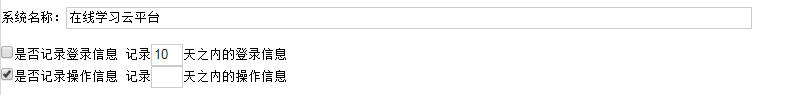 系统名称：在线学习云平台
是否记录登录信息 记录10天之内的登录信息
是否记录操作信息 记录 天之内的操作信息